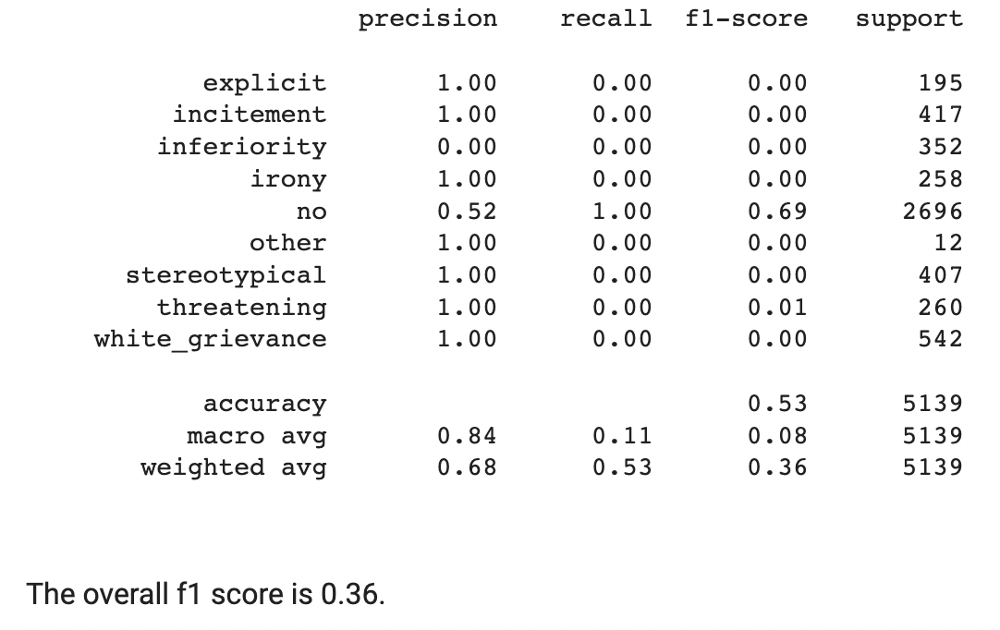 precision recall f1-score support
explicit 1.00 0.00 0.00 195
incitement 1.00 0.00 0.00 417
inferiority 0.00 0.00 0.00 352
irony 1.00 0.00 0.00 258
no 0.52 1.00 0.69 2696
other 1.00 0.00 0.00 12
stereotypical 1.00 0.00 0.00 407
threatening 1.00 0.00 0.01 260
white_grievance 1.00 0.00 0.00 542
accuracy 0.53 5139
macro avg 0.84 0.11 0.08 5139
weighted avg 0.68 0.53 0.36 5139
The overall f1 score is 0.36.